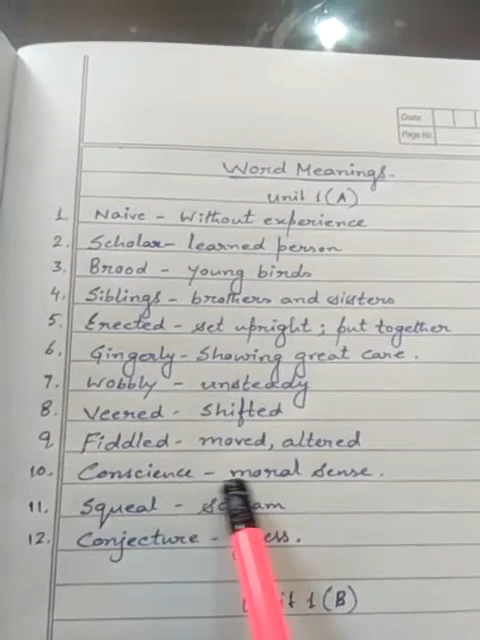 Date
Page No.
Word Meanings.
Unit 1(A)
1. Naive - Without experience
2. Scholar - learned person
3. Brood - young birds
4. Siblings - brothers and sisters
5. Erected - set upright; put together
6. Gingerly - Showing great care.
7. Wobbly - unsteady
8. Veered - Shifted
9. Fiddled - moved, altered
10. Conscience - moral sense.
11. Squeal -
12. Conjecture -
1(B)